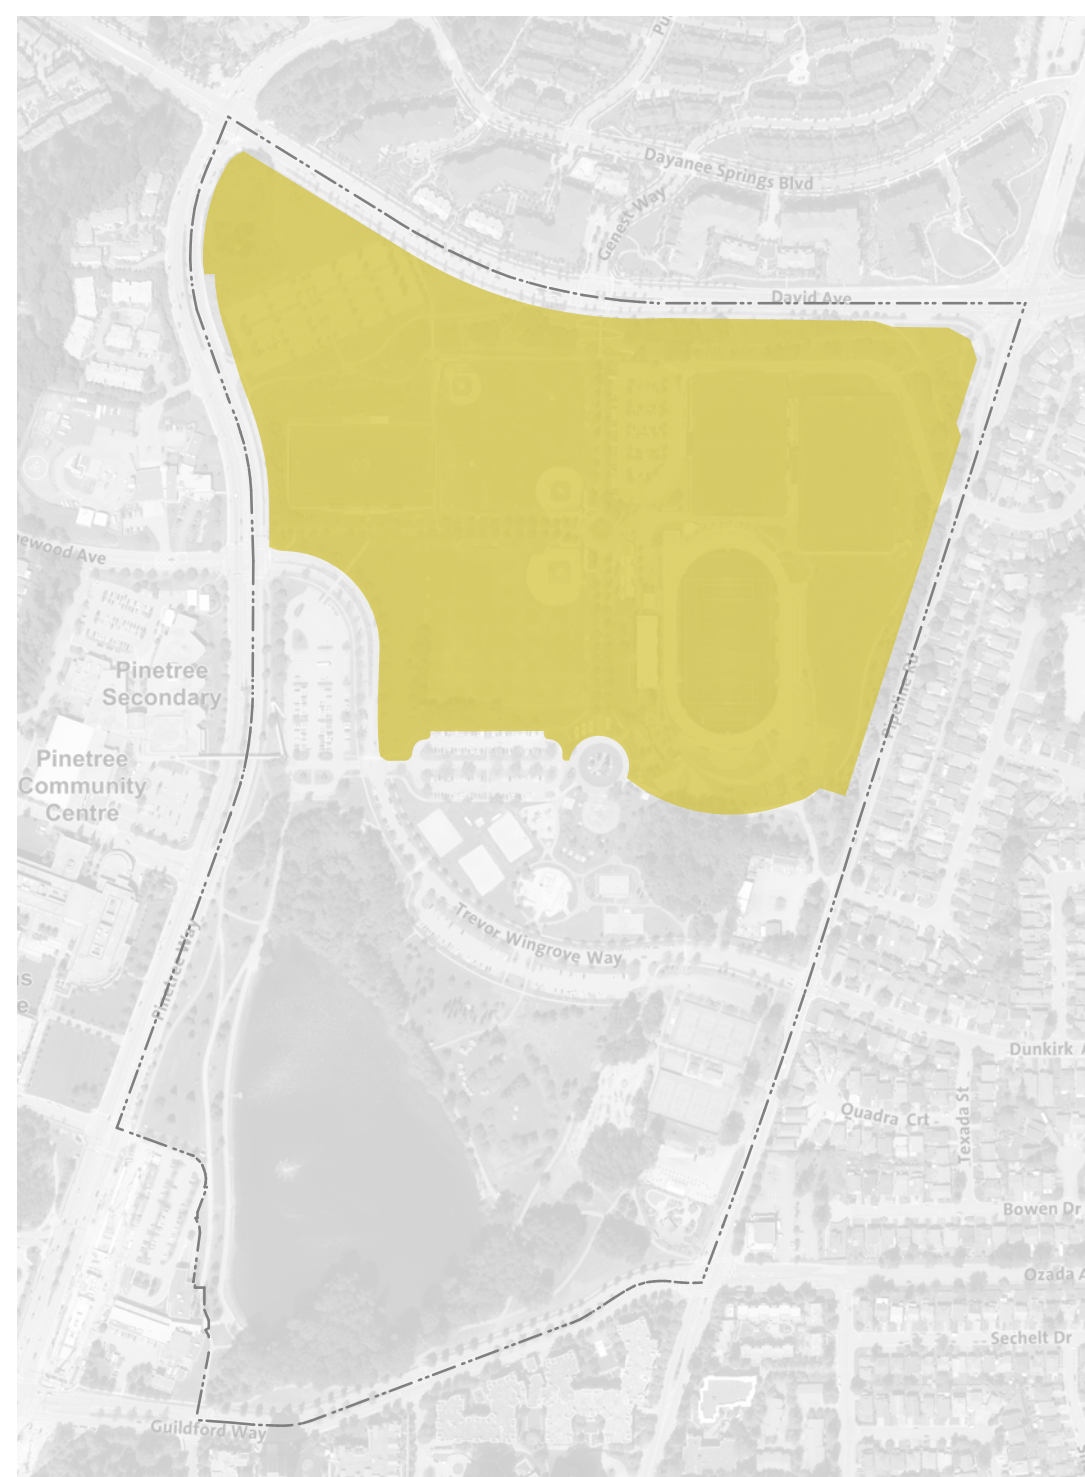 Pu
Dayanee Springs Blvd
Genest Way
David Ave
ewood Ave
Pinetree
Secondary
Pipeline Rd
Pinetree
Community
Centre
Trevor Wingrove Way
Pinetree Way
s
e
Dunkirk A
Quadra Crt
Texada St
Bowen Dr
Ozada A
Sechelt Dr
Guildford Way